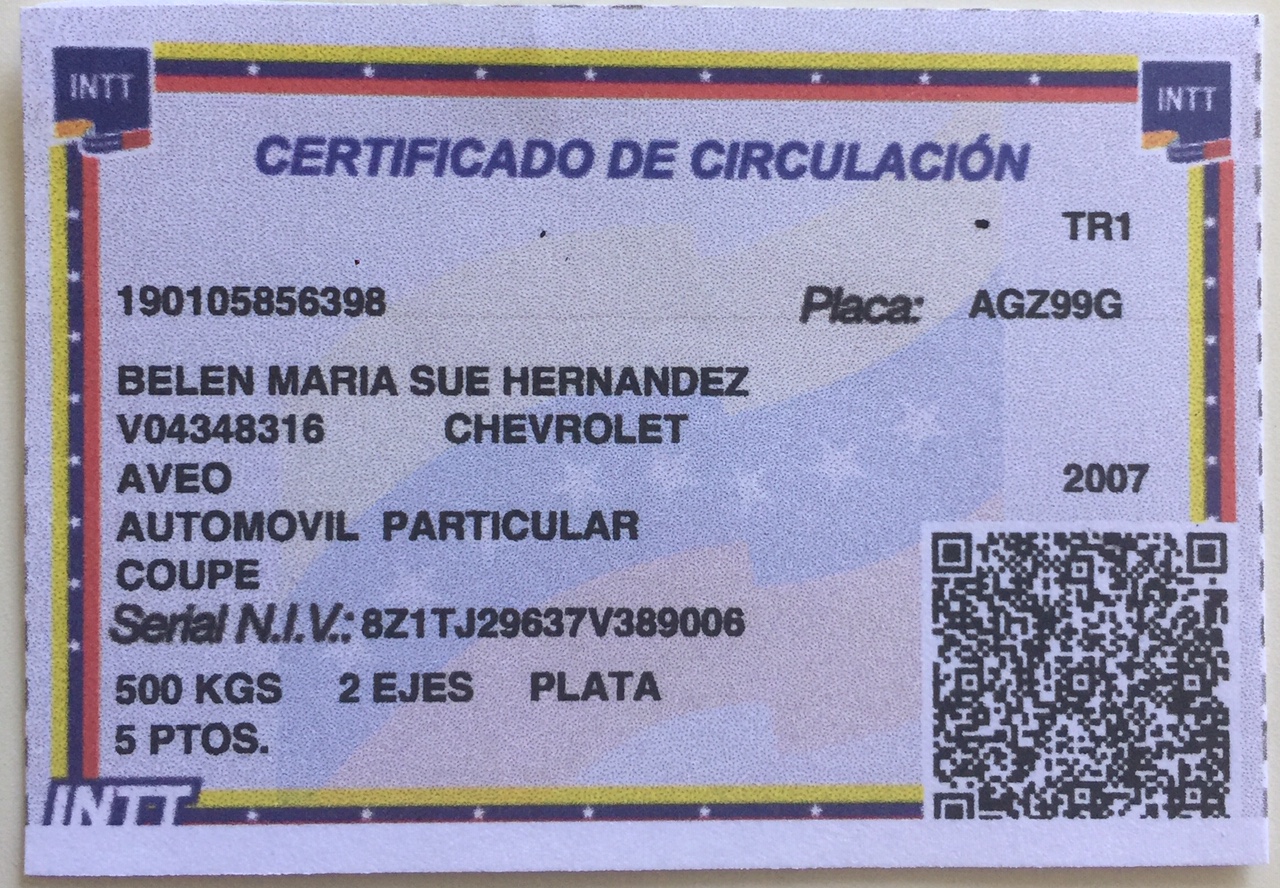 INTT
INTT
CERTIFICADO DE CIRCULACIÓN
TR1
190105856398 Placa: AGZ99G
BELEN MARIA SUE HERNANDEZ
V04348316 CHEVROLET
AVEO 2007
AUTOMOVIL PARTICULAR
COUPE
Serial N.I.V.: 8Z1TJ29637V389006
500 KGS 2 EJES PLATA
5 PTOS.
INTT